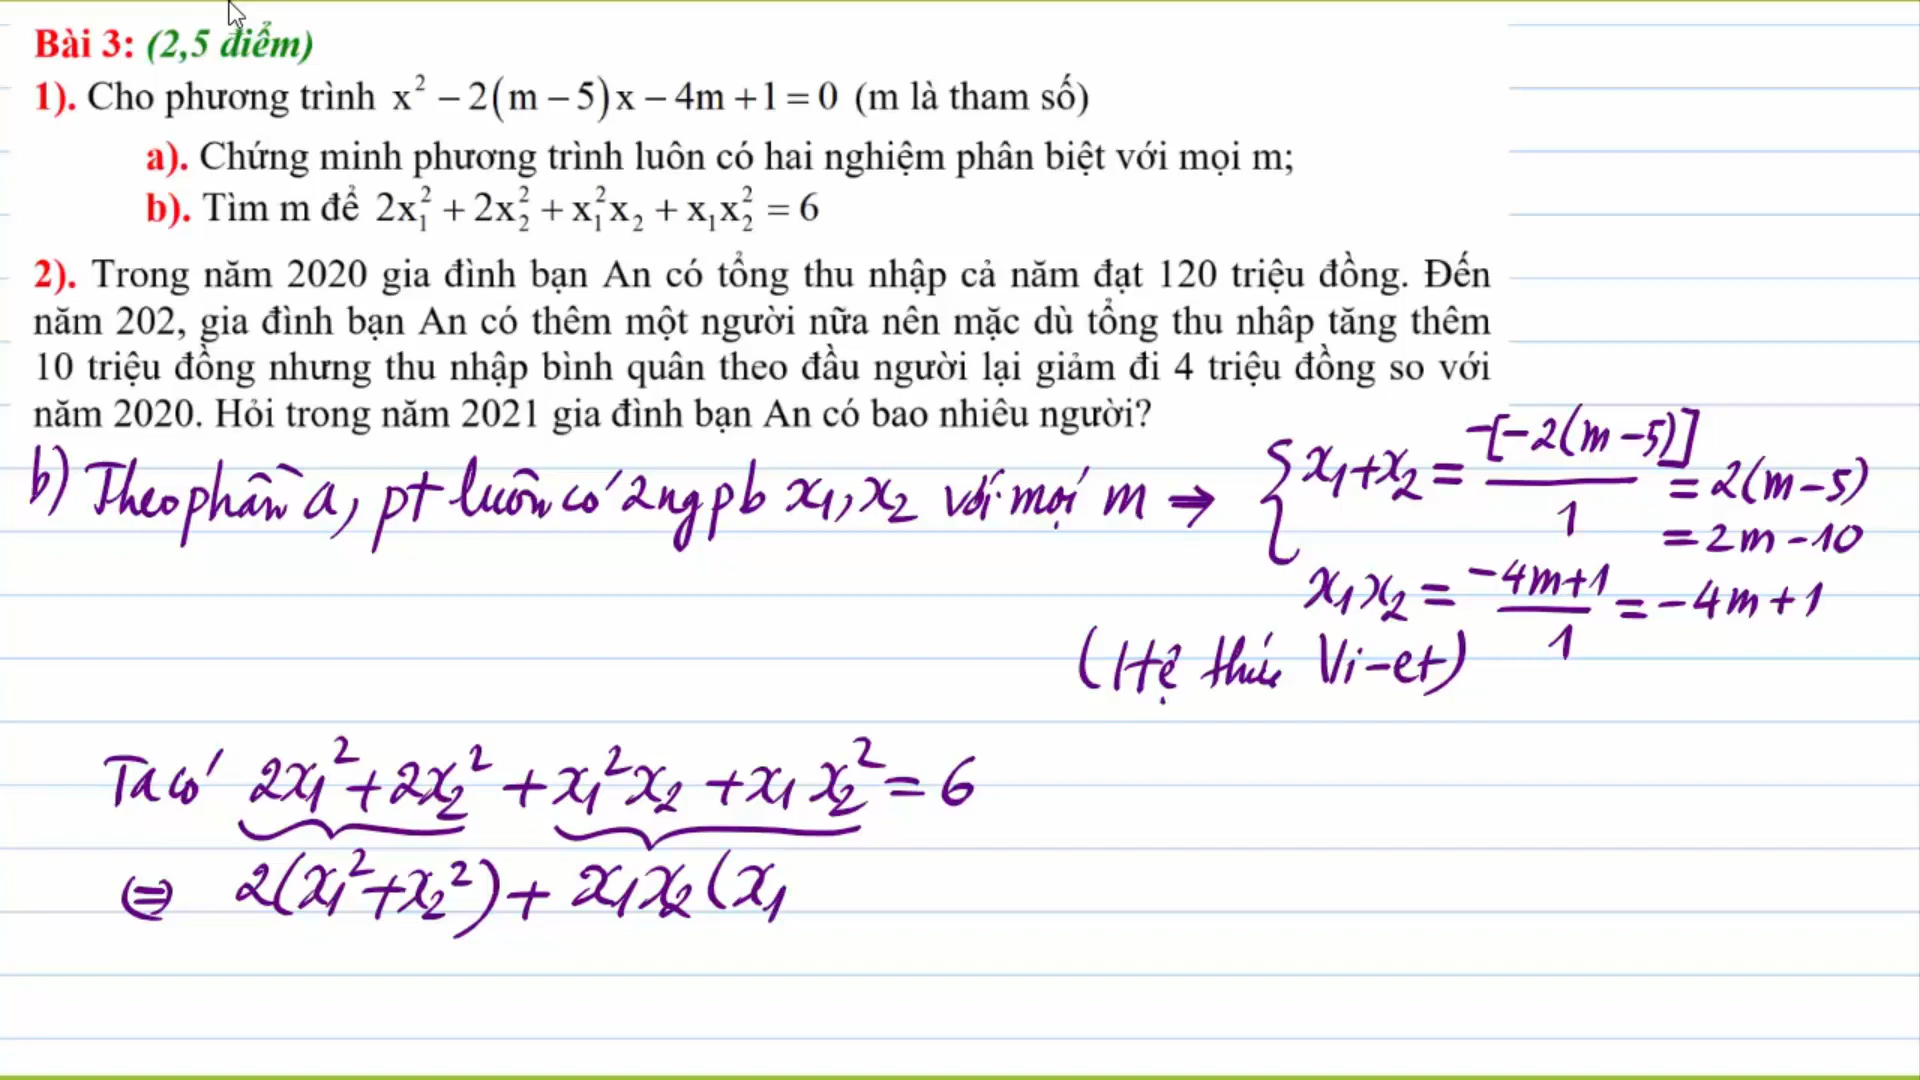 Bài 3: (2,5 điểm)
1). Cho phương trình x² − 2(m − 5)x − 4m + 1 = 0 (m là tham số)
a). Chứng minh phương trình luôn có hai nghiệm phân biệt với mọi m;
b). Tìm m để 2x₁² + 2x₂² + x₁²x₂ + x₁x₂² = 6
2). Trong năm 2020 gia đình bạn An có tổng thu nhập cả năm đạt 120 triệu đồng. Đến
năm 202, gia đình bạn An có thêm một người nữa nên mặc dù tổng thu nhâp tăng thêm
10 triệu đồng nhưng thu nhập bình quân theo đầu người lại giảm đi 4 triệu đồng so với
năm 2020. Hỏi trong năm 2021 gia đình bạn An có bao nhiêu người?
b) Theo phần a, pt luôn có 2 ng pb x₁, x₂ với mọi m ⇒ { x₁+x₂ = -[-2(m-5)]/1 = 2(m-5)
= 2m - 10
x₁x₂ = -4m+1/1 = -4m+1
(Hệ thức Vi-et)
Ta có 2x₁²+2x₂² + x₁²x₂ + x₁x₂² = 6
⇔ 2(x₁²+x₂²) + x₁x₂(x₁